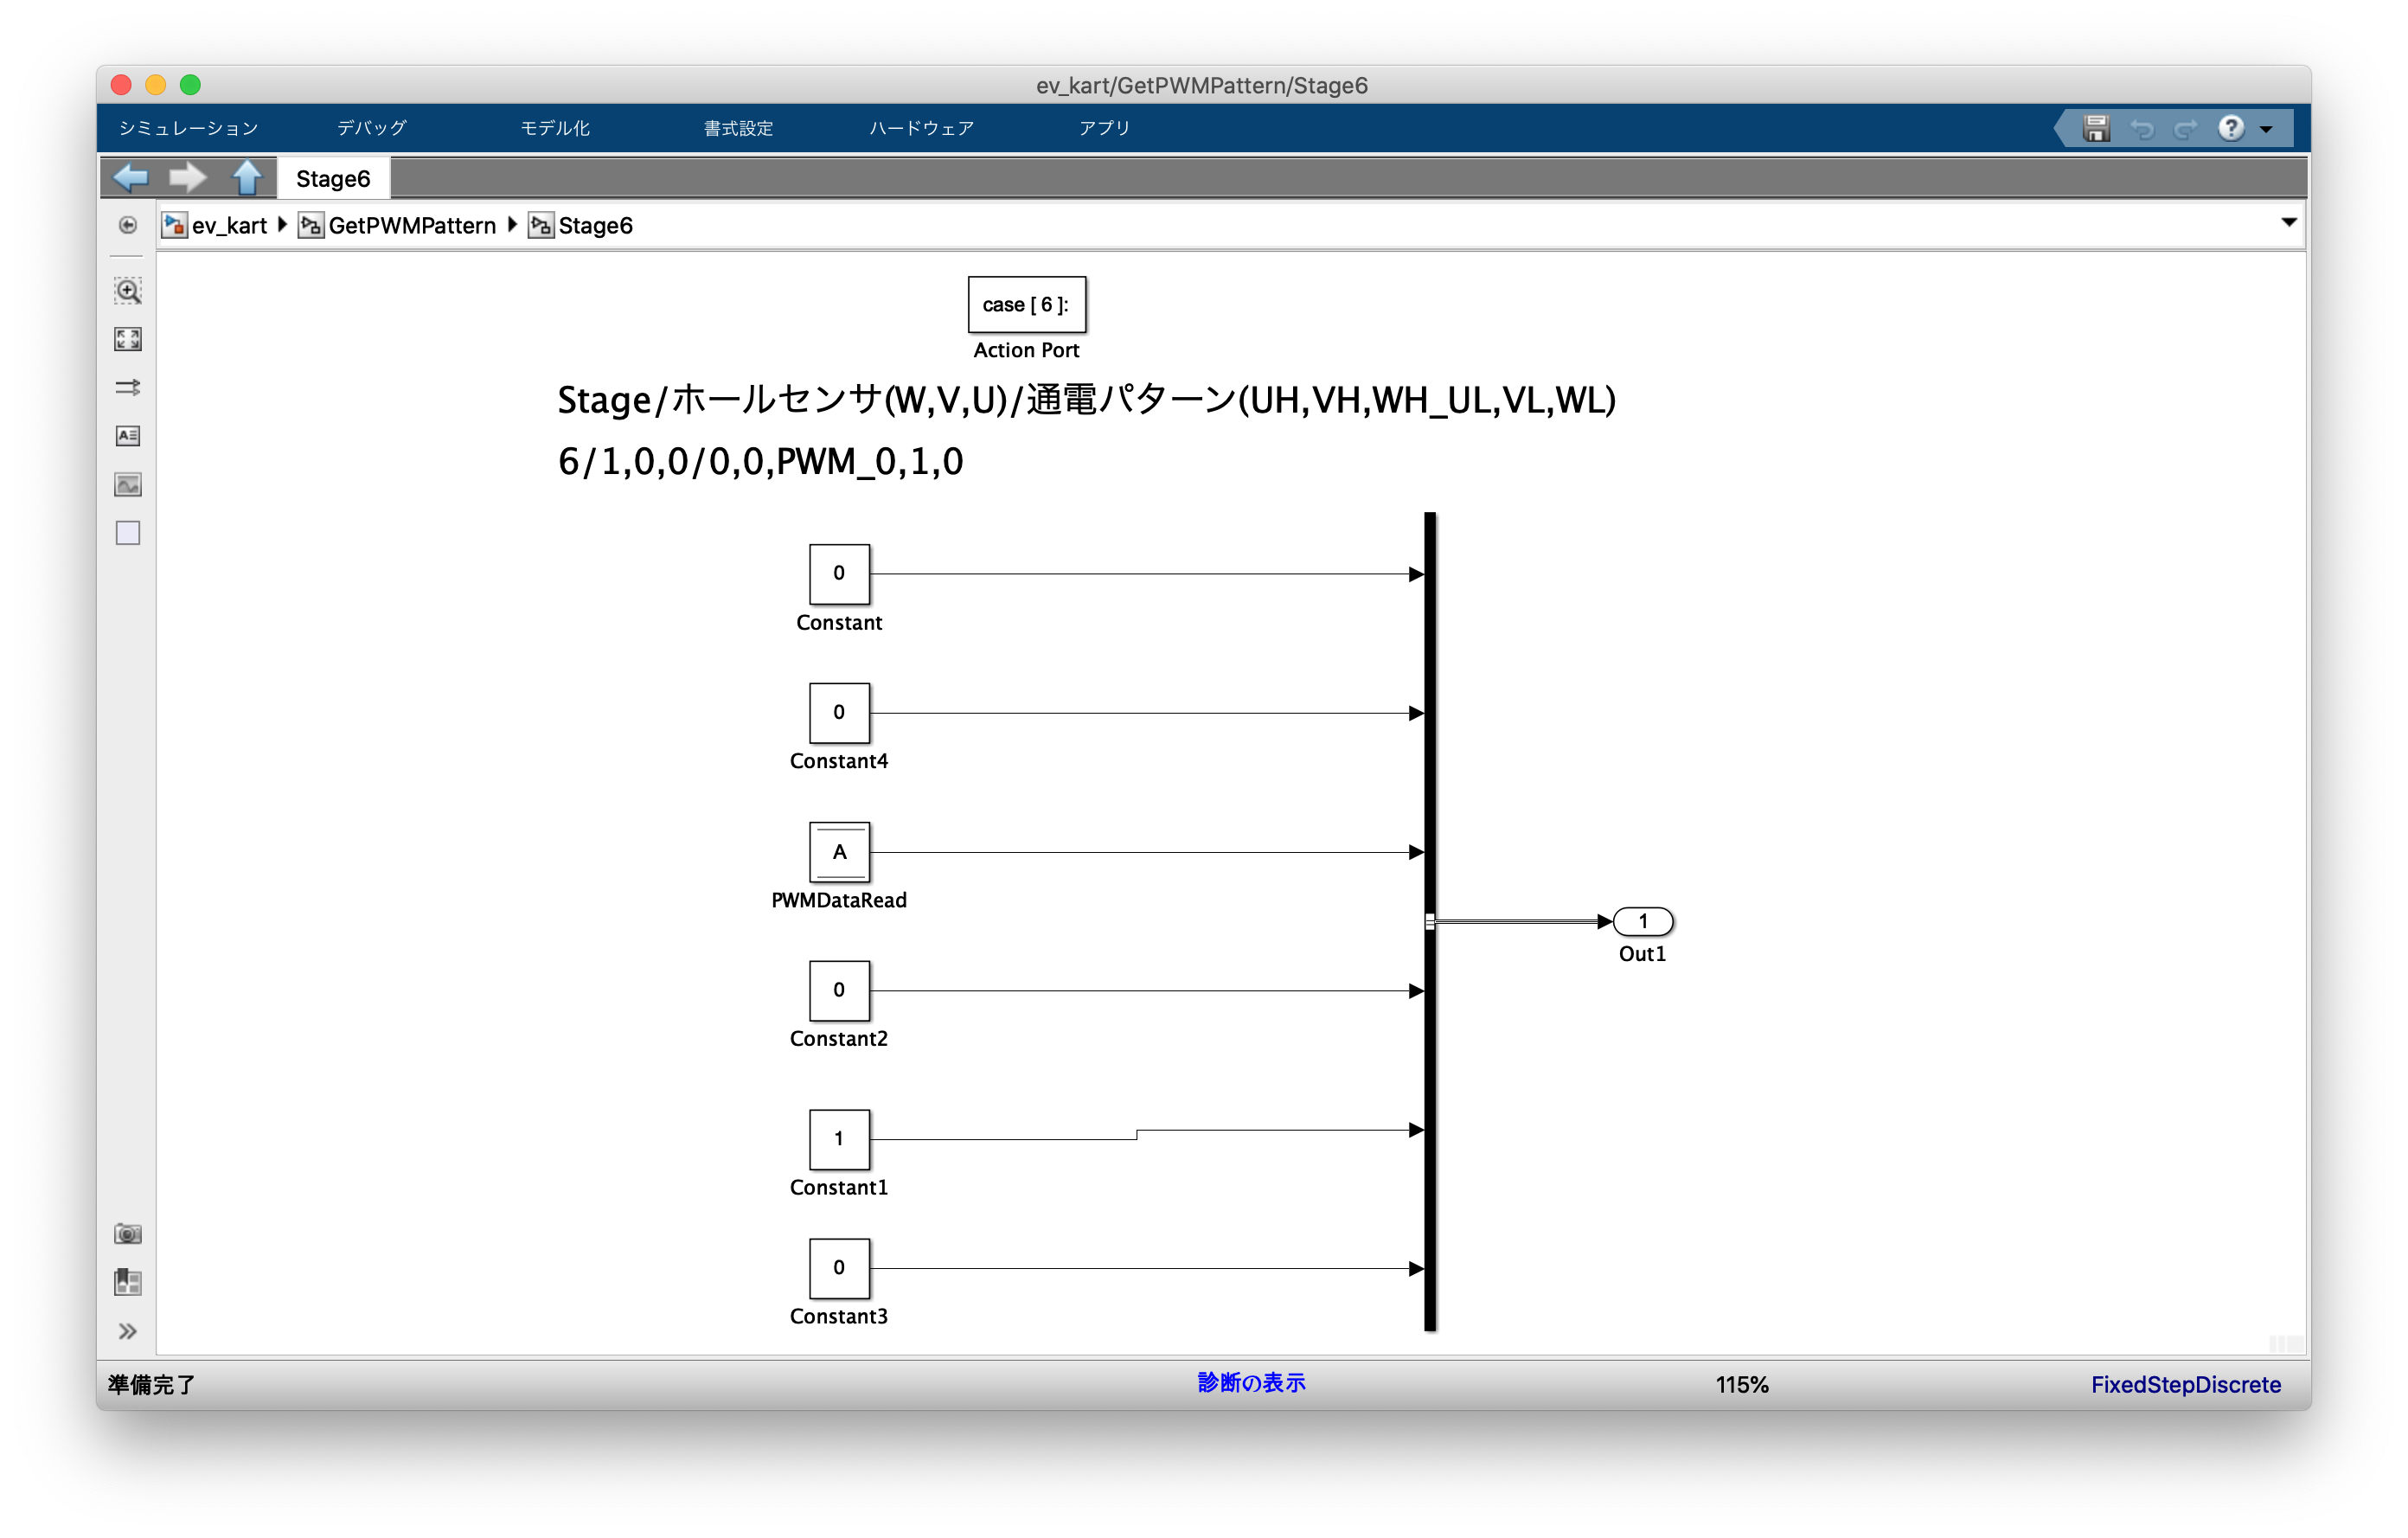 ev_kart/GetPWMPattern/Stage6
シミュレーション デバッグ モデル化 書式設定 ハードウェア アプリ
Stage6
ev_kart GetPWMPattern Stage6
case [ 6 ]:
Action Port
Stage/ホールセンサ(W,V,U)/通電パターン(UH,VH,WH_UL,VL,WL)
6/1,0,0/0,0,PWM_0,1,0
0
Constant
0
Constant4
A
PWMDataRead
1
Out1
0
Constant2
1
Constant1
0
Constant3
準備完了 診断の表示 115% FixedStepDiscrete